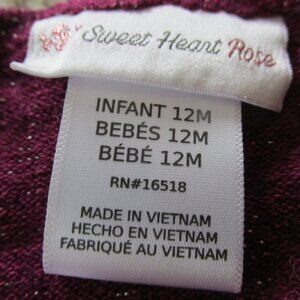 Sweet Heart Rose
INFANT 12M
BEBÉS 12M
BÉBÉ 12M
RN#16518
MADE IN VIETNAM
HECHO EN VIETNAM
FABRIQUÉ AU VIETNAM